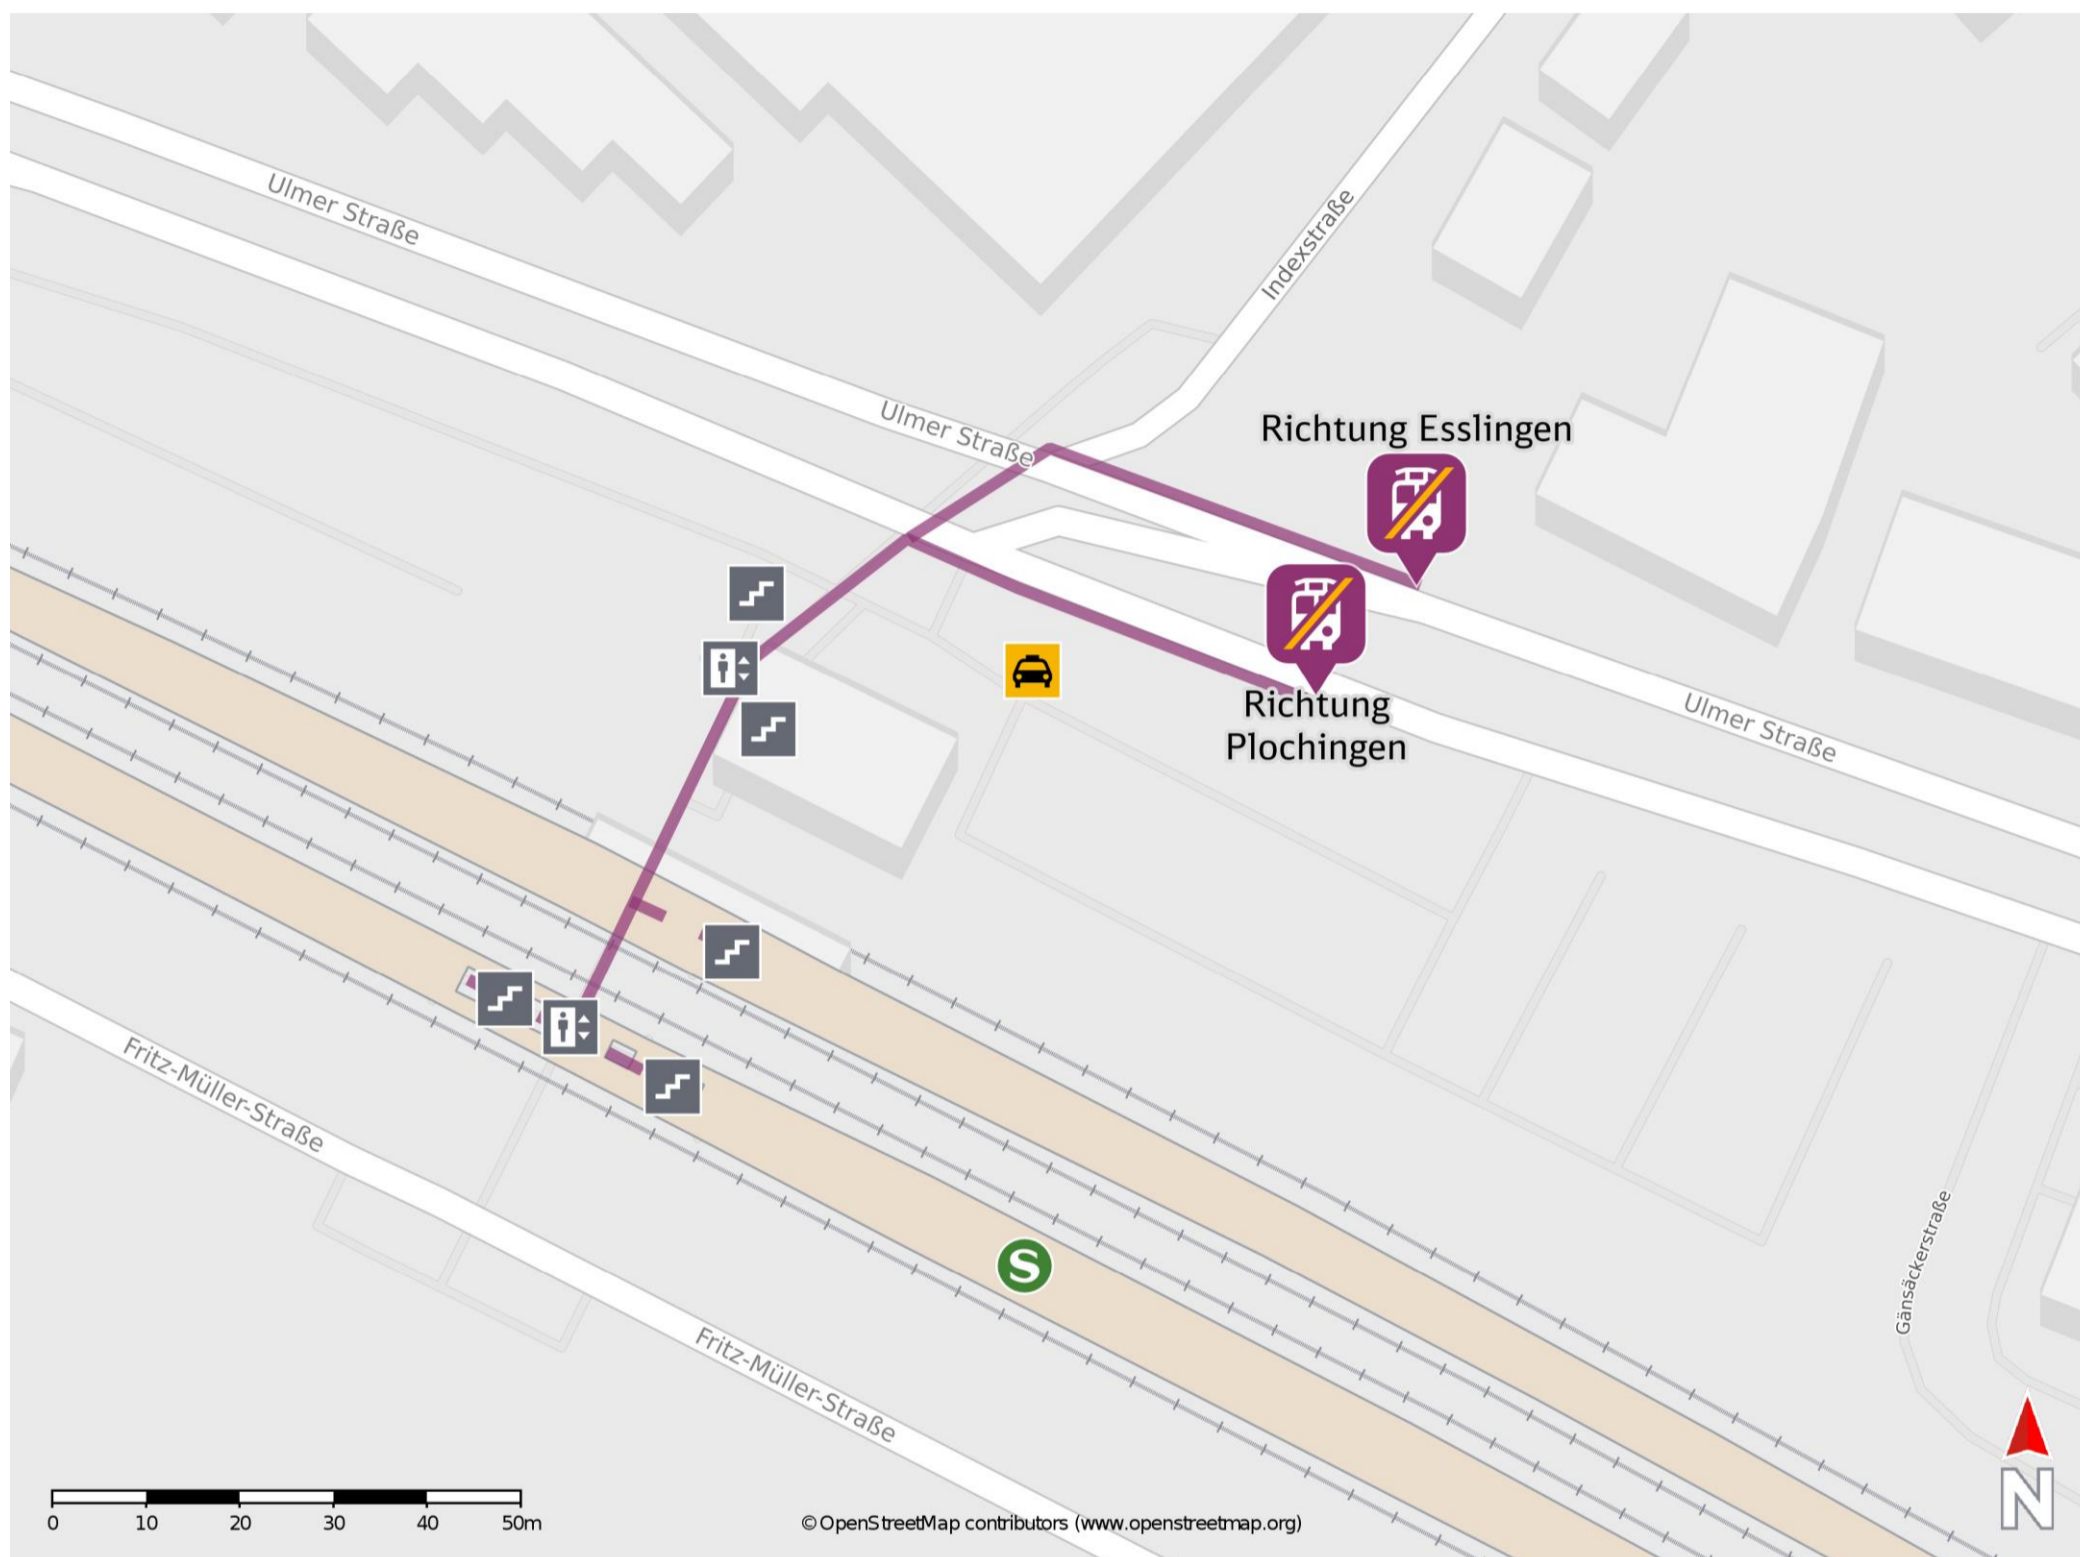 Ulmer Straße
Indexstraße
Ulmer Straße
Richtung Esslingen
Richtung
Plochingen
Ulmer Straße
Fritz-Müller-Straße
S
Gänsäckerstraße
Fritz-Müller-Straße
0 10 20 30 40 50m
© OpenStreetMap contributors (www.openstreetmap.org)
N